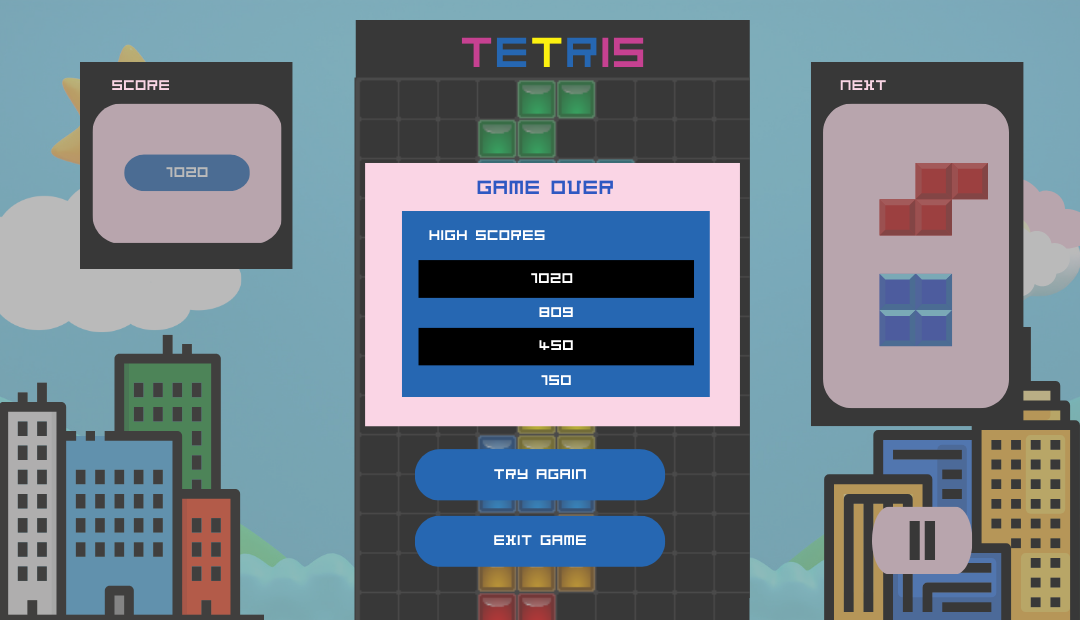 TETRIS
SCORE
1020
NEXT
GAME OVER
HIGH SCORES
1020
809
450
150
TRY AGAIN
EXIT GAME